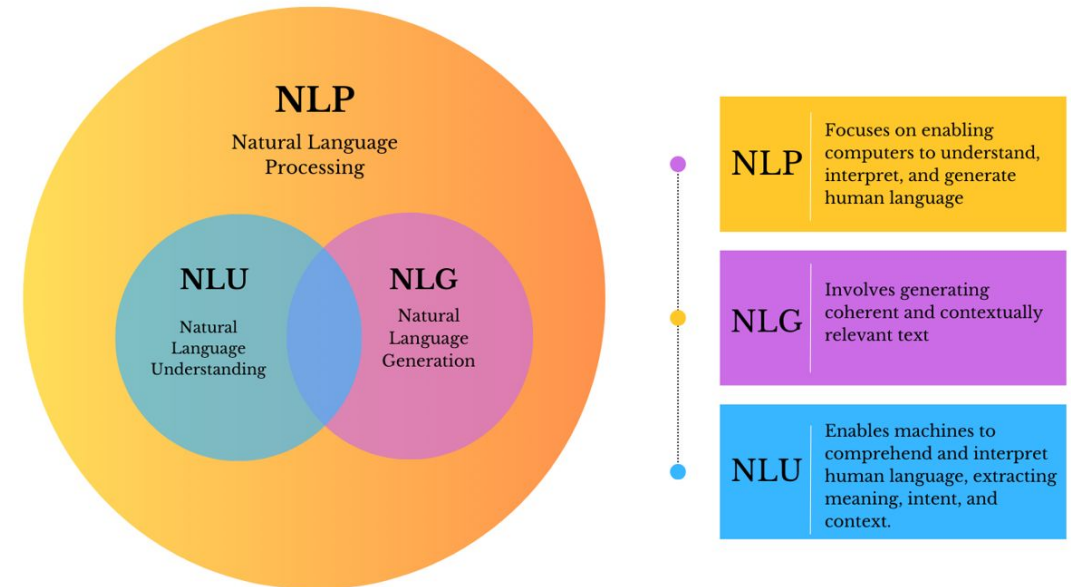 NLP
Natural Language
Processing
NLU
Natural
Language
Understanding
NLG
Natural
Language
Generation
NLP
Focuses on enabling
computers to understand,
interpret, and generate
human language
NLG
Involves generating
coherent and contextually
relevant text
NLU
Enables machines to
comprehend and interpret
human language, extracting
meaning, intent, and
context.